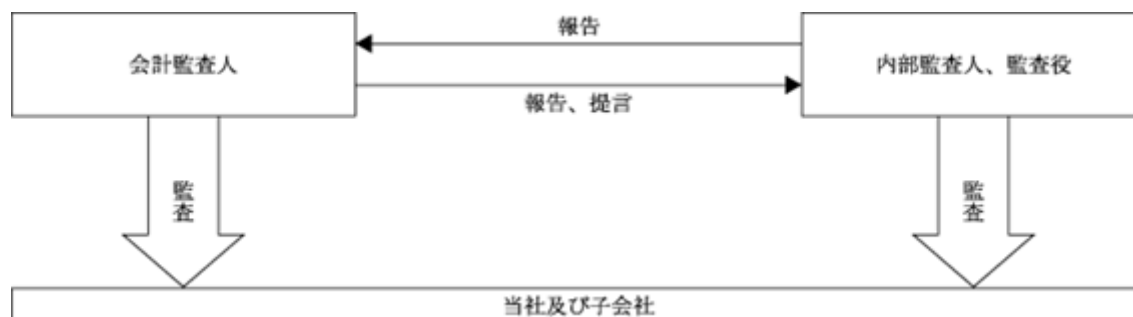 報告
会計監査人
内部監査人、監査役
報告、提言
監査
監査
当社及び子会社